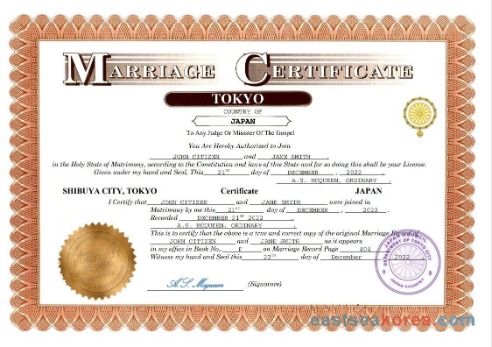 MARRIAGE CERTIFICATE
TOKYO
COUNTRY OF
JAPAN
To Any Judge Or Minister Of The Gospel
You Are Hereby Authorized to Join
JOHN CITIZEN and JANE SMITH
in the Holy State of Matrimony, according to the Constitution and laws of this State and for so doing this shall be your License.
Given under my hand and Seal, This 21st day of DECEMBER , 2022
A.S. MCQUEEN, ORDINARY
SHIBUYA CITY, TOKYO Certificate JAPAN
I Certify that JOHN CITIZEN and JANE SMITH were joined in
Matrimony by me this 21st day of DECEMBER , 2022 .
Recorded DECEMBER 21st 2022
A.S. MCQUEEN, ORDINARY
This is to certify that the above is a true and correct copy of the original Marriage Record
JOHN CITIZEN and JANE SMITH as it appears
in my office in Book No. E on Marriage Record Page 406
Witness my hand and Seal this 22nd day of December 2022
A.S. Mcqueen (Signature)
eastseakorea.com